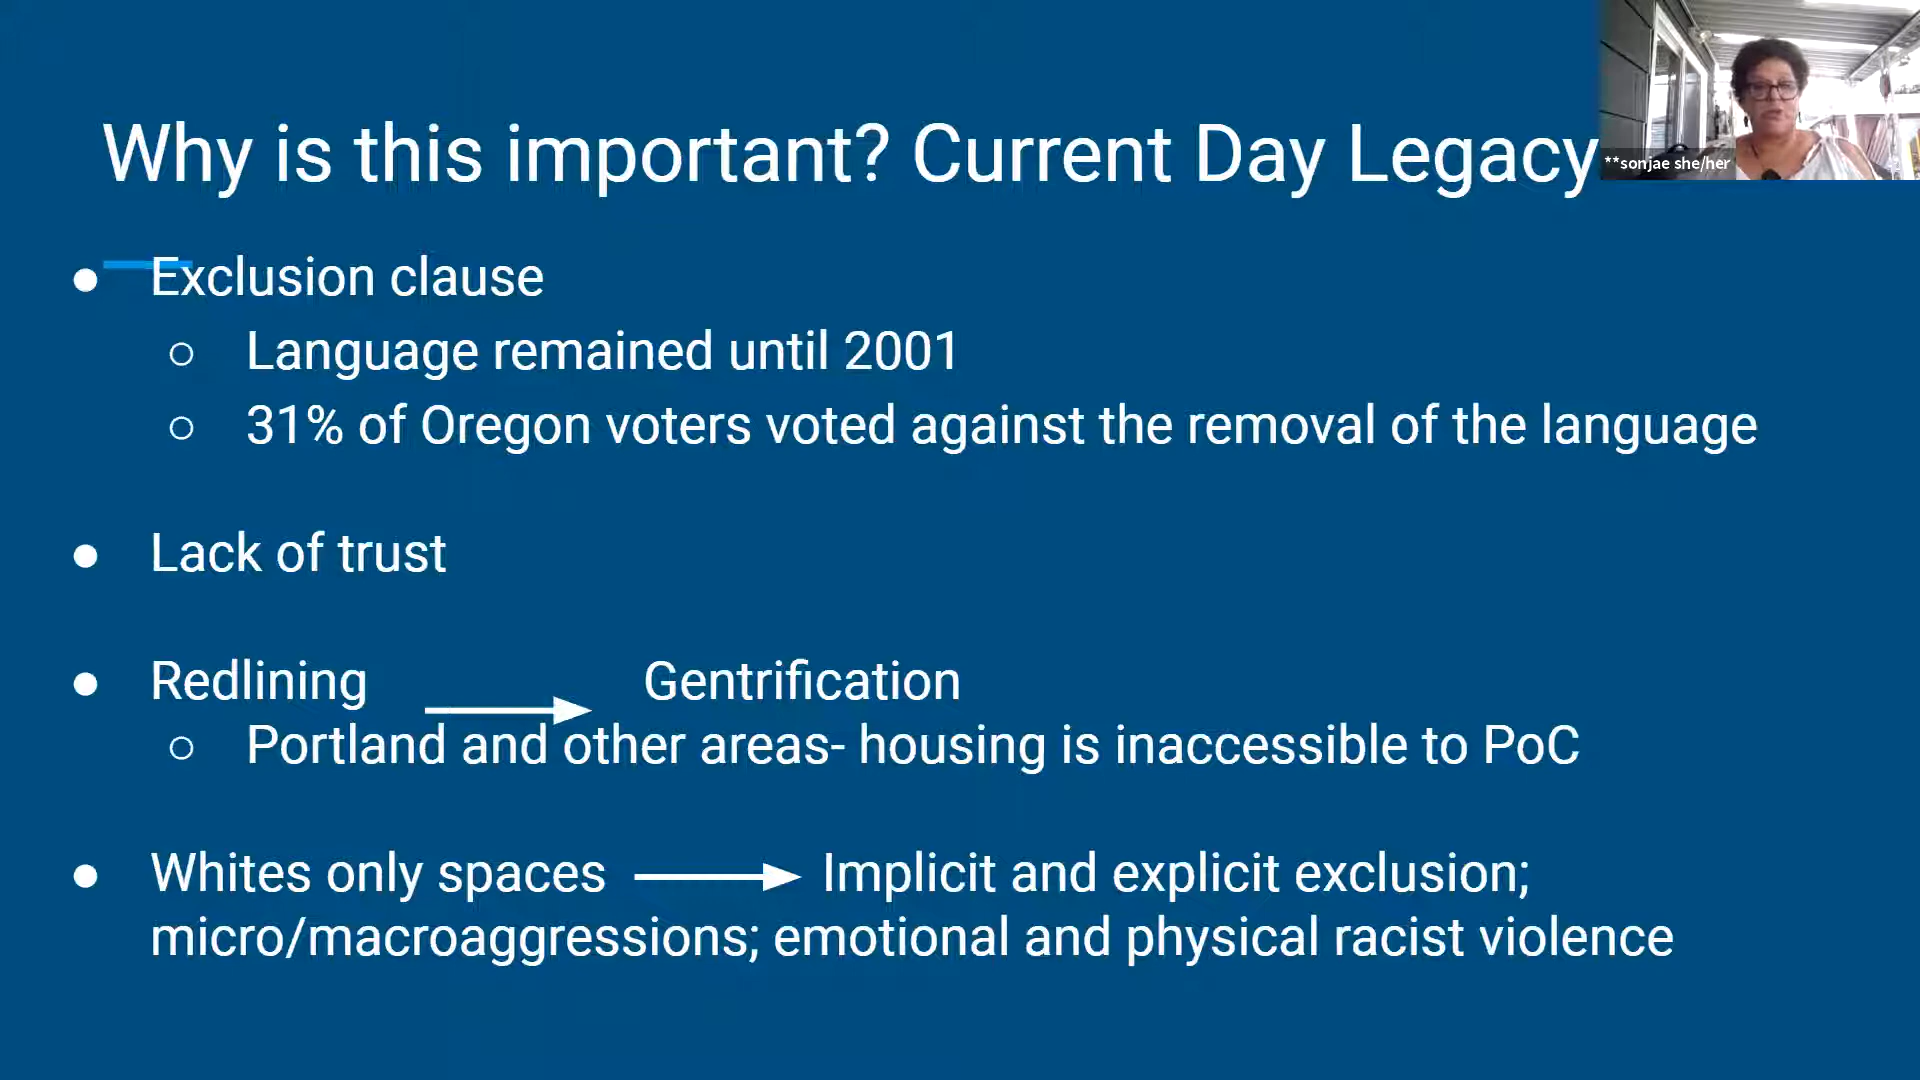 Why is this important? Current Day Legacy
**sonjae she/her
● Exclusion clause
○ Language remained until 2001
○ 31% of Oregon voters voted against the removal of the language
● Lack of trust
● Redlining Gentrification
○ Portland and other areas- housing is inaccessible to PoC
● Whites only spaces Implicit and explicit exclusion;
micro/macroaggressions; emotional and physical racist violence